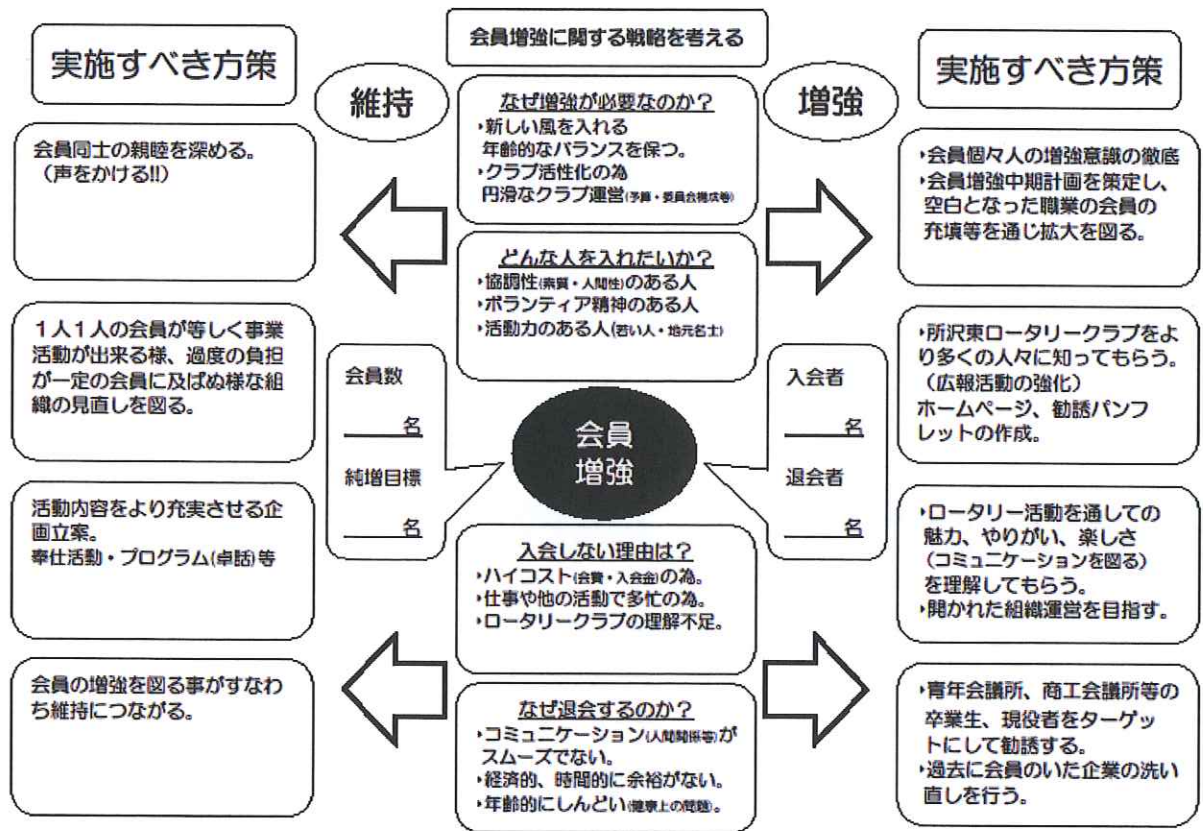 会員増強に関する戦略を考える
実施すべき方策
維持
会員同士の親睦を深める。
（声をかける!!）
１人１人の会員が等しく事業
活動が出来る様、過度の負担
が一定の会員に及ばぬ様な組
織の見直しを図る。
活動内容をより充実させる企
画立案。
奉仕活動・プログラム(卓話)等
会員の増強を図る事がすなわ
ち維持につながる。
なぜ増強が必要なのか？
・新しい風を入れる
年齢的なバランスを保つ。
・クラブ活性化の為
円滑なクラブ運営(予算・委員会構成等)
どんな人を入れたいか？
・協調性(素質・人間性)のある人
・ボランティア精神のある人
・活動力のある人(若い人・地元名士)
会員数
名
純増目標
名
会員
増強
入会者
名
退会者
名
入会しない理由は？
・ハイコスト(会費・入会金)の為。
・仕事や他の活動で多忙の為。
・ロータリークラブの理解不足。
なぜ退会するのか？
・コミュニケーション(人間関係等)が
スムーズでない。
・経済的、時間的に余裕がない。
・年齢的にしんどい(健康上の問題)。
増強
実施すべき方策
・会員個々人の増強意識の徹底
・会員増強中期計画を策定し、
空白となった職業の会員の
充填等を通じ拡大を図る。
・所沢東ロータリークラブをよ
り多くの人々に知ってもらう。
（広報活動の強化）
ホームページ、勧誘パンフ
レットの作成。
・ロータリー活動を通しての
魅力、やりがい、楽しさ
（コミュニケーションを図る）
を理解してもらう。
・開かれた組織運営を目指す。
・青年会議所、商工会議所等の
卒業生、現役者をターゲッ
トにして勧誘する。
・過去に会員のいた企業の洗い
直しを行う。